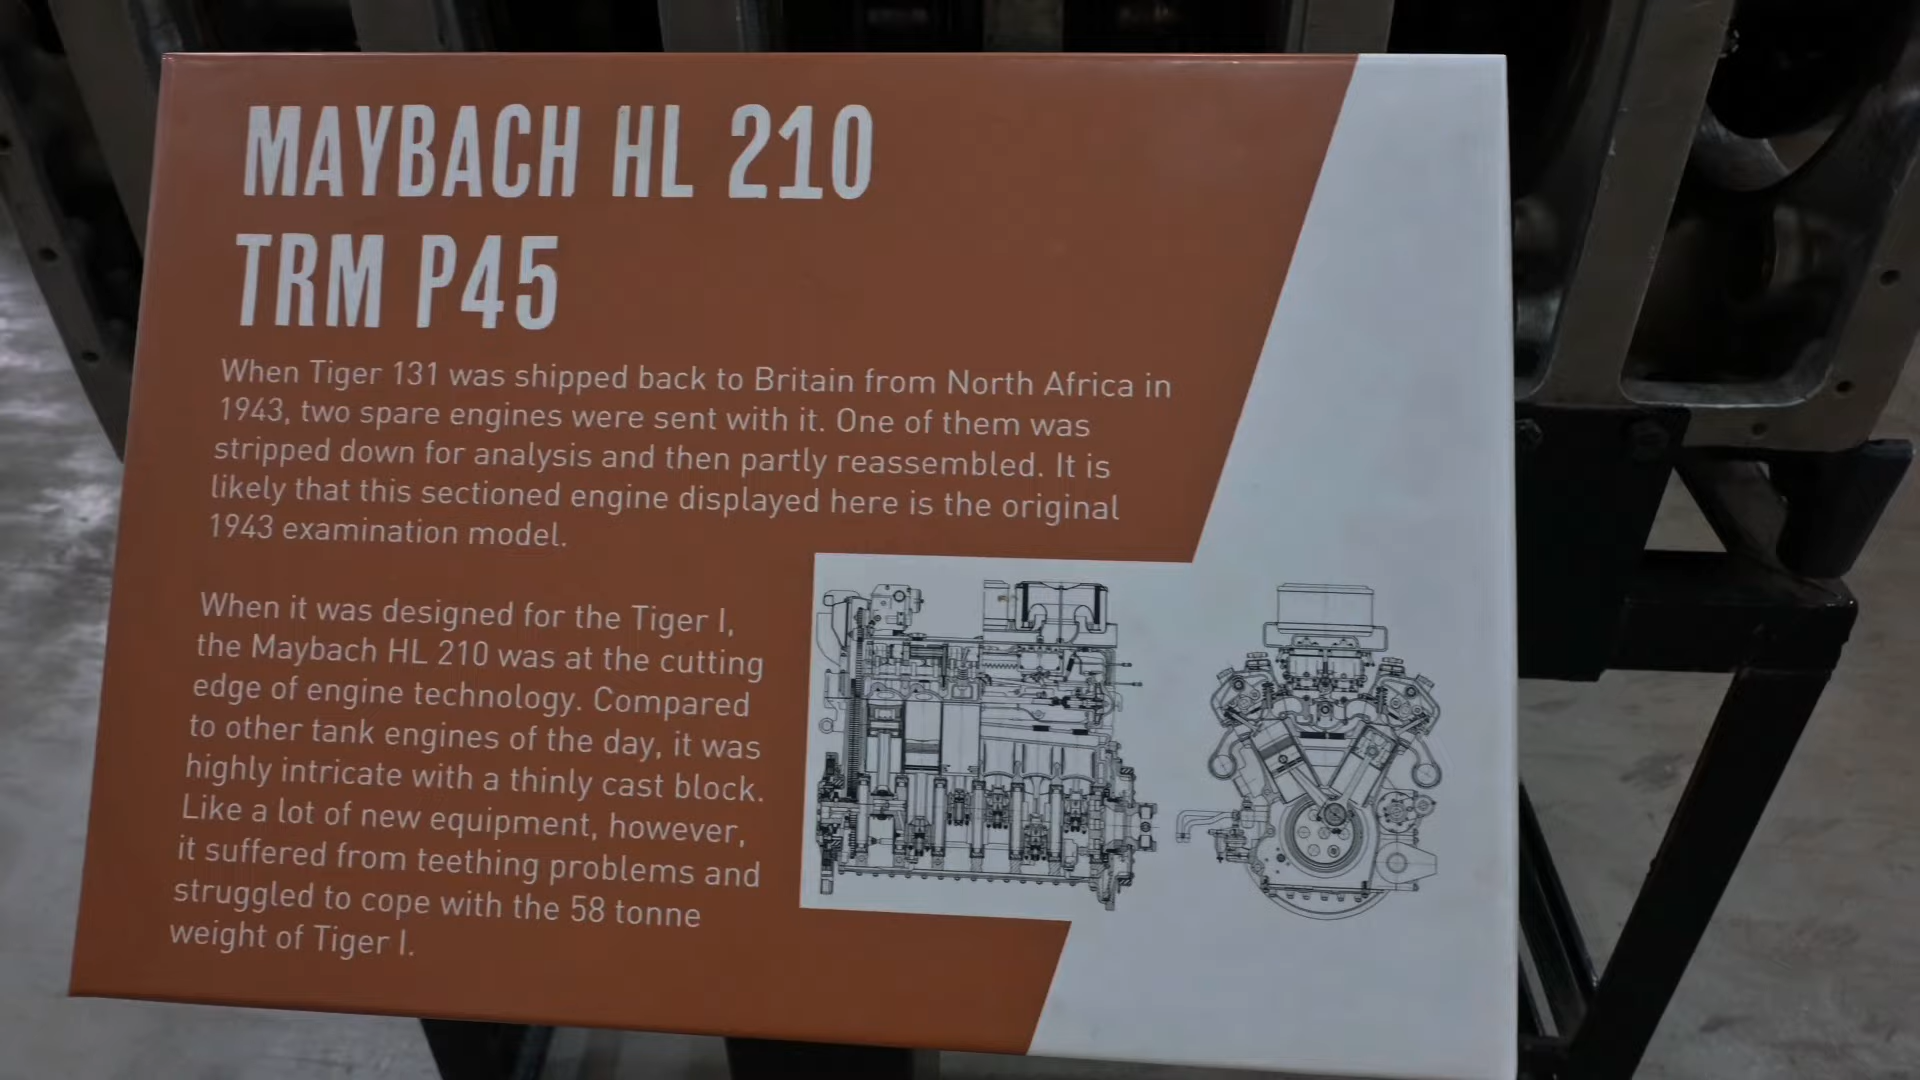 MAYBACH HL 210
TRM P45
When Tiger 131 was shipped back to Britain from North Africa in
1943, two spare engines were sent with it. One of them was
stripped down for analysis and then partly reassembled. It is
likely that this sectioned engine displayed here is the original
1943 examination model.
When it was designed for the Tiger I,
the Maybach HL 210 was at the cutting
edge of engine technology. Compared
to other tank engines of the day, it was
highly intricate with a thinly cast block.
Like a lot of new equipment, however,
it suffered from teething problems and
struggled to cope with the 58 tonne
weight of Tiger I.